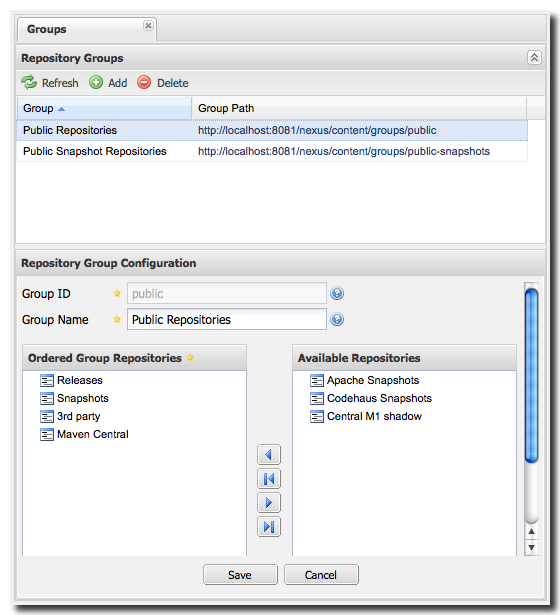 Groups
Repository Groups
Refresh Add Delete
Group Group Path
Public Repositories http://localhost:8081/nexus/content/groups/public
Public Snapshot Repositories http://localhost:8081/nexus/content/groups/public-snapshots
Repository Group Configuration
Group ID public
Group Name Public Repositories
Ordered Group Repositories Available Repositories
Releases Apache Snapshots
Snapshots Codehaus Snapshots
3rd party Central M1 shadow
Maven Central
Save Cancel